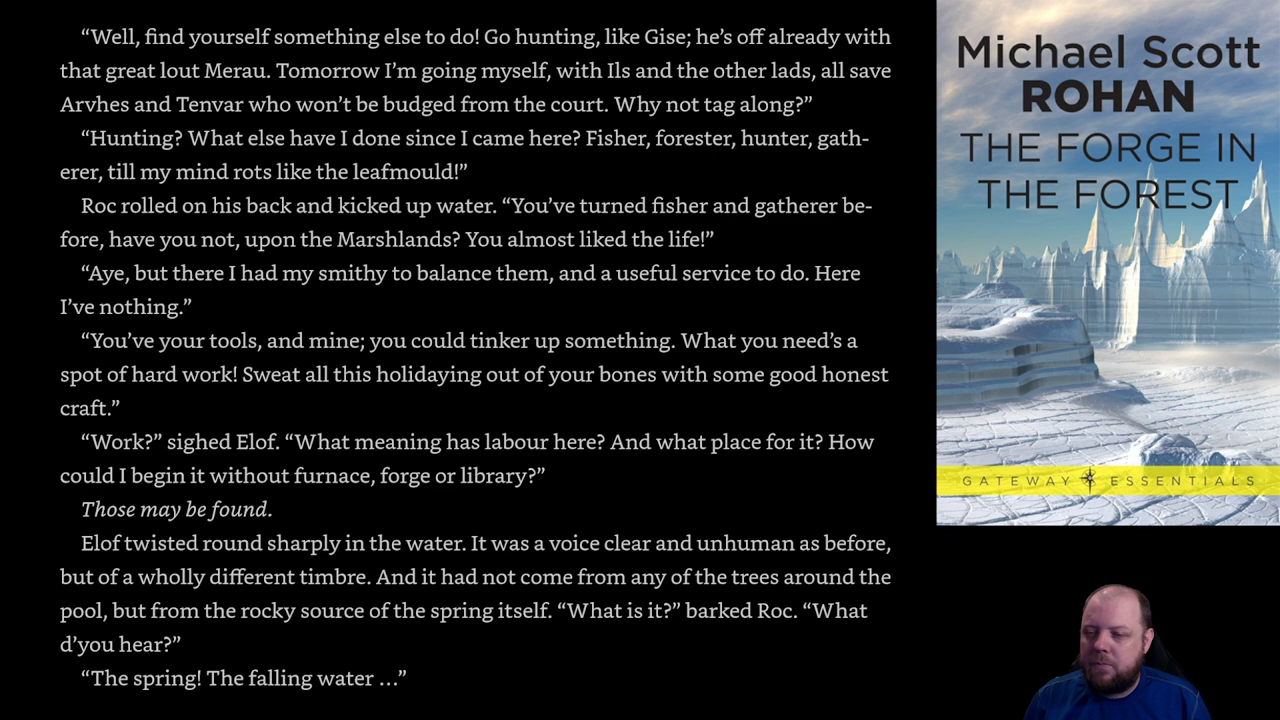 “Well, find yourself something else to do! Go hunting, like Gise; he’s off already with
that great lout Merau. Tomorrow I’m going myself, with Ils and the other lads, all save
Arvhes and Tenvar who won’t be budged from the court. Why not tag along?”
“Hunting? What else have I done since I came here? Fisher, forester, hunter, gath-
erer, till my mind rots like the leafmould!”
Roc rolled on his back and kicked up water. “You’ve turned fisher and gatherer be-
fore, have you not, upon the Marshlands? You almost liked the life!”
“Aye, but there I had my smithy to balance them, and a useful service to do. Here
I’ve nothing.”
“You’ve your tools, and mine; you could tinker up something. What you need’s a
spot of hard work! Sweat all this holidaying out of your bones with some good honest
craft.”
“Work?” sighed Elof. “What meaning has labour here? And what place for it? How
could I begin it without furnace, forge or library?”
Those may be found.
Elof twisted round sharply in the water. It was a voice clear and unhuman as before,
but of a wholly different timbre. And it had not come from any of the trees around the
pool, but from the rocky source of the spring itself. “What is it?” barked Roc. “What
d’you hear?”
“The spring! The falling water …”
Michael Scott
ROHAN
THE FORGE IN
THE FOREST
GATEWAY ESSENTIALS